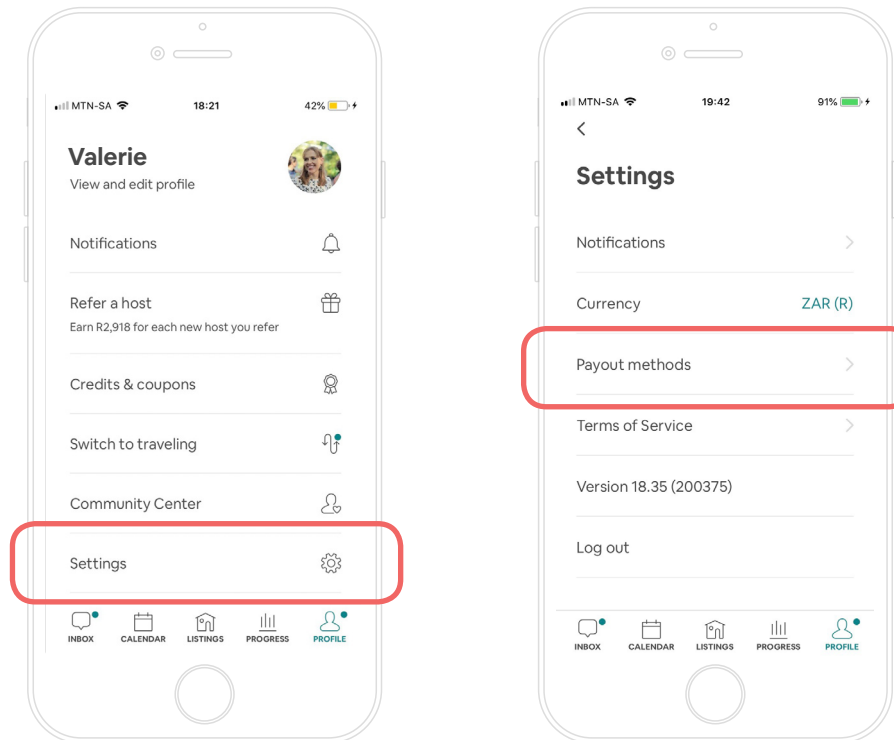 MTN-SA 18:21 42%
Valerie
View and edit profile
Notifications
Refer a host
Earn R2,918 for each new host you refer
Credits & coupons
Switch to traveling
Community Center
Settings
INBOX CALENDAR LISTINGS PROGRESS PROFILE
MTN-SA 19:42 91%
Settings
Notifications
Currency ZAR (R)
Payout methods
Terms of Service
Version 18.35 (200375)
Log out
INBOX CALENDAR LISTINGS PROGRESS PROFILE